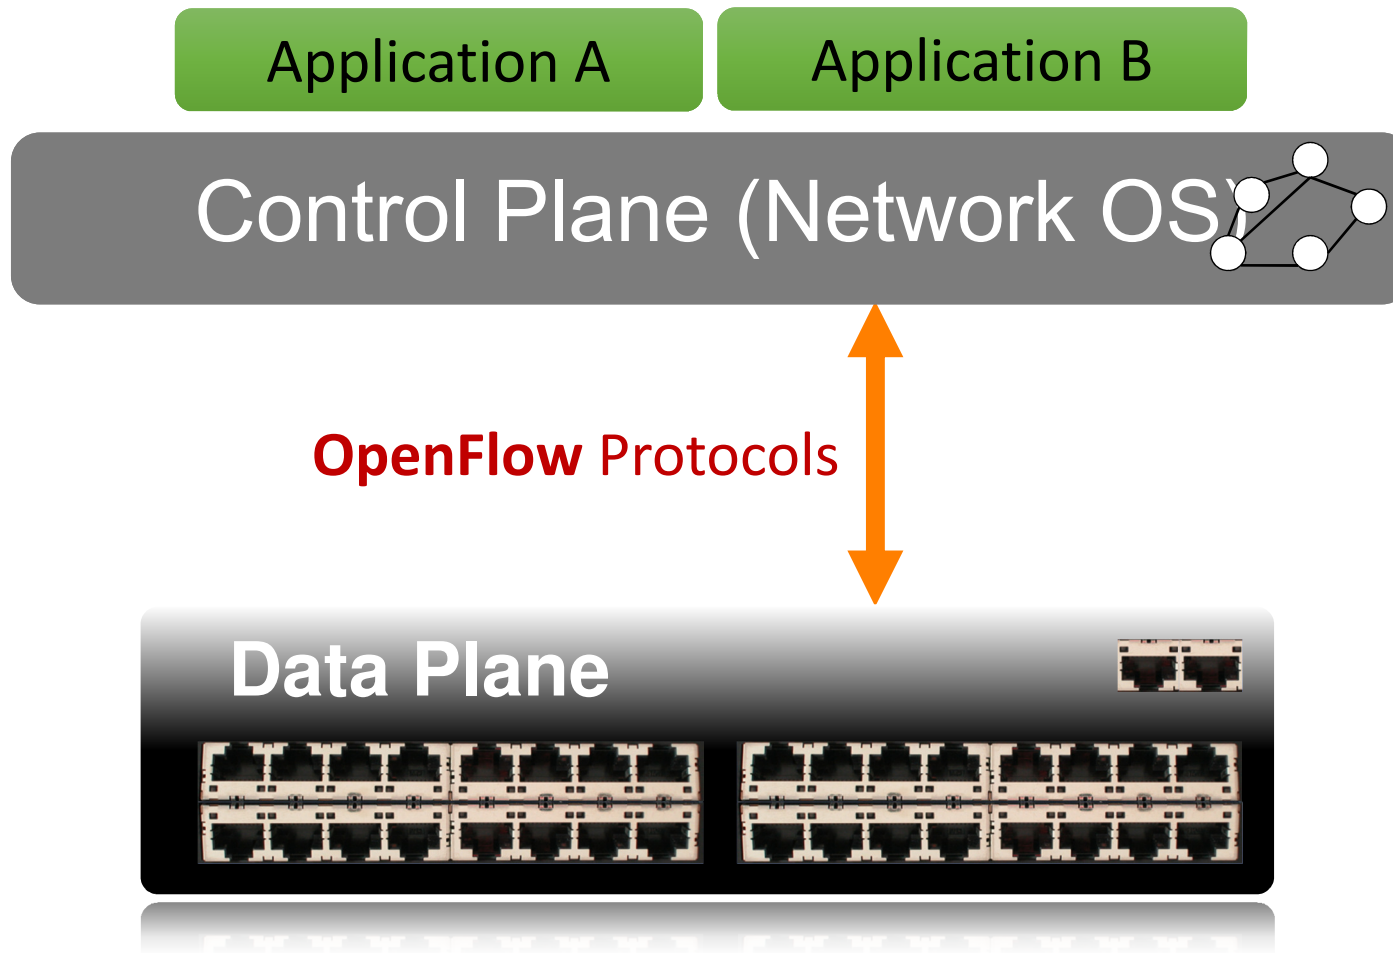 Application A
Application B
Control Plane (Network OS)
OpenFlow Protocols
Data Plane